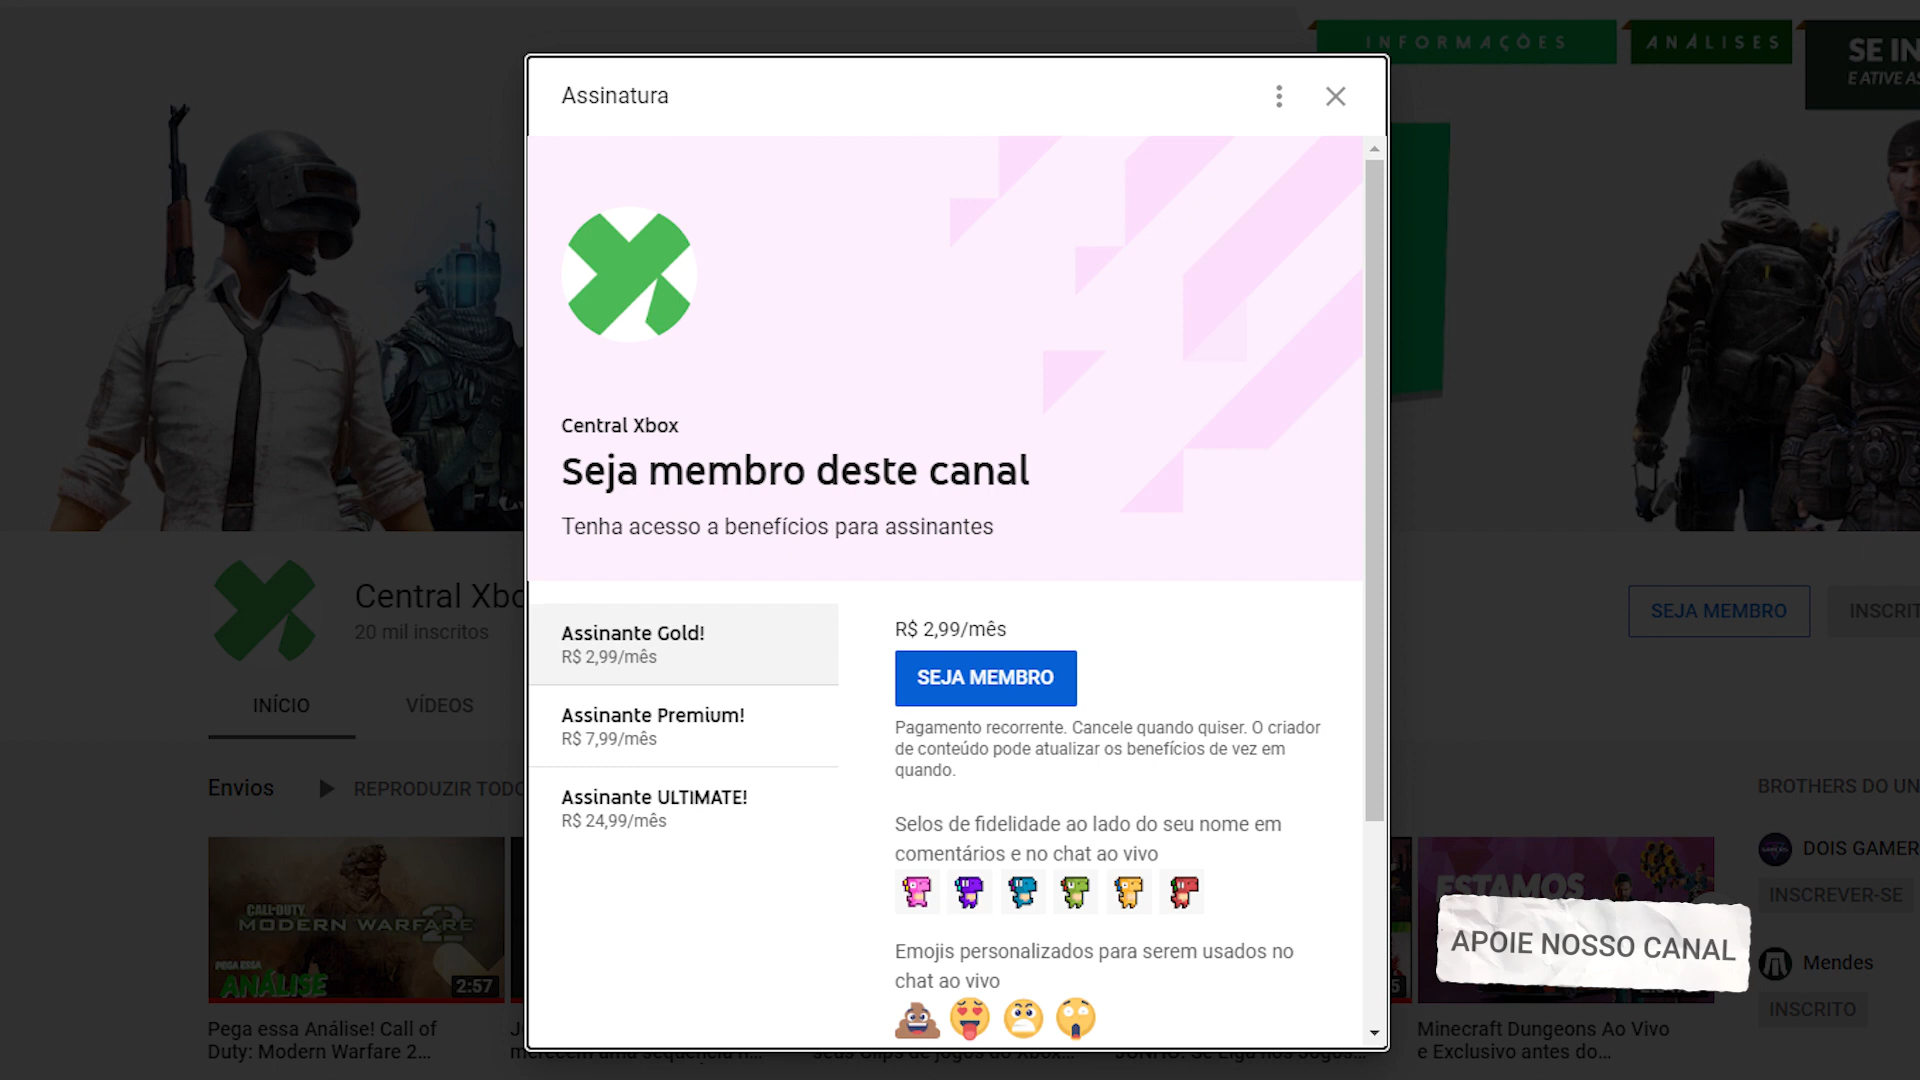 INFORMAÇÕES
ANÁLISES
SE IN
E ATIVE AS
Assinatura
Central Xbox
Seja membro deste canal
Tenha acesso a benefícios para assinantes
Central Xbo
20 mil inscritos
SEJA MEMBRO
INSCRIT
INÍCIO
VÍDEOS
Assinante Gold!
R$ 2,99/mês
Assinante Premium!
R$ 7,99/mês
Assinante ULTIMATE!
R$ 24,99/mês
R$ 2,99/mês
SEJA MEMBRO
Pagamento recorrente. Cancele quando quiser. O criador
de conteúdo pode atualizar os benefícios de vez em
quando.
Selos de fidelidade ao lado do seu nome em
comentários e no chat ao vivo
Emojis personalizados para serem usados no
chat ao vivo
Envios
REPRODUZIR TODO
BROTHERS DO UN
DOIS GAMER
INSCREVER-SE
Mendes
INSCRITO
CALL·DUTY
MODERN WARFARE
2
PEGA ESSA
ANÁLISE
2:57
ESTAMOS
APOIE NOSSO CANAL
Pega essa Análise! Call of
Duty: Modern Warfare 2...
Minecraft Dungeons Ao Vivo
e Exclusivo antes do...